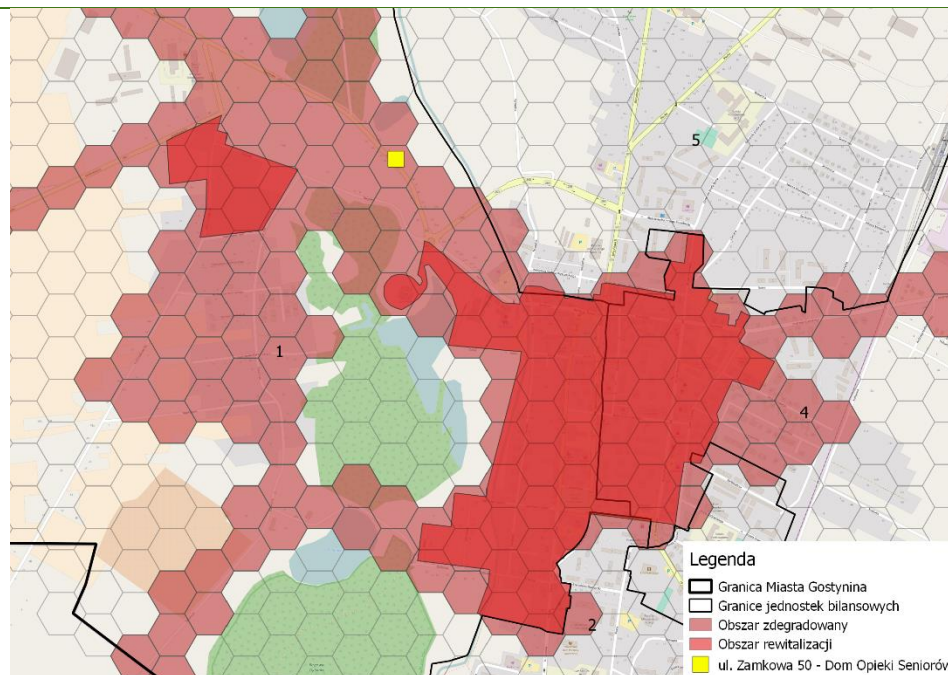 5
1
4
2
Legenda
Granica Miasta Gostynina
Granice jednostek bilansowych
Obszar zdegradowany
Obszar rewitalizacji
ul. Zamkowa 50 - Dom Opieki Seniorów